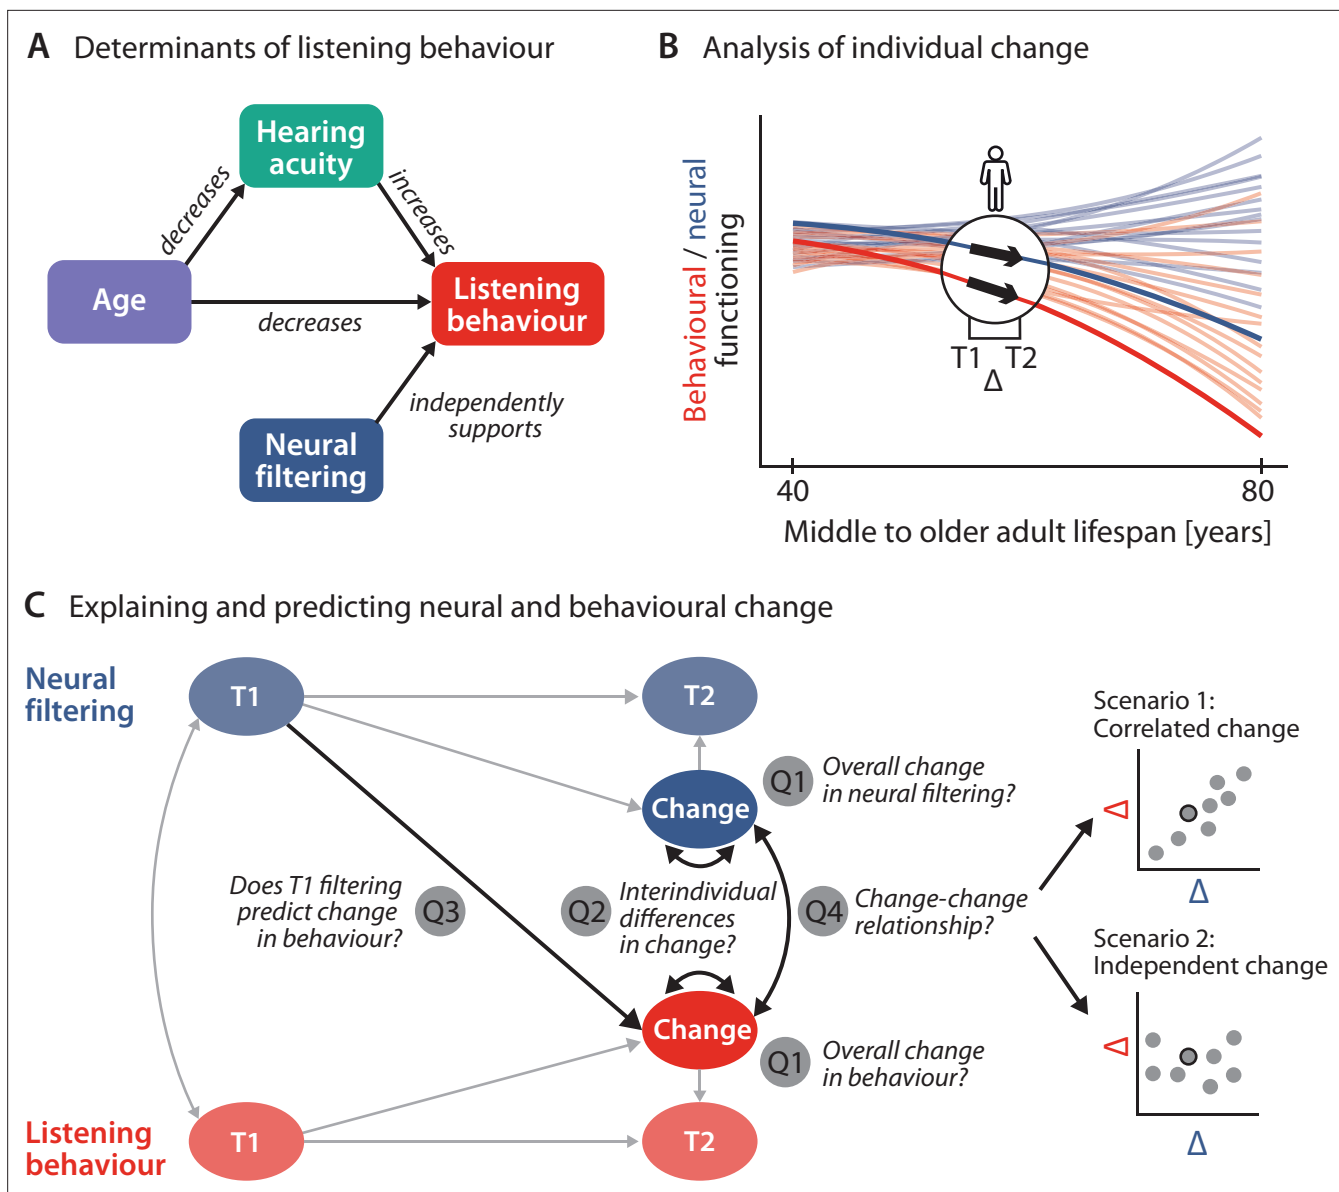 A Determinants of listening behaviour
Hearing
acuity
decreases
increases
Age
decreases
Listening
behaviour
independently
supports
Neural
filtering
B Analysis of individual change
Behavioural / neural
functioning
T1 T2
Δ
40 80
Middle to older adult lifespan [years]
C Explaining and predicting neural and behavioural change
Neural
filtering
T1
T2
Change
Q1 Overall change
in neural filtering?
Does T1 filtering
predict change
in behaviour?
Q3
Q2 Interindividual
differences
in change?
Q4 Change-change
relationship?
Change
Q1 Overall change
in behaviour?
Listening
behaviour
T1
T2
Scenario 1:
Correlated change
Δ
Δ
Scenario 2:
Independent change
Δ
Δ